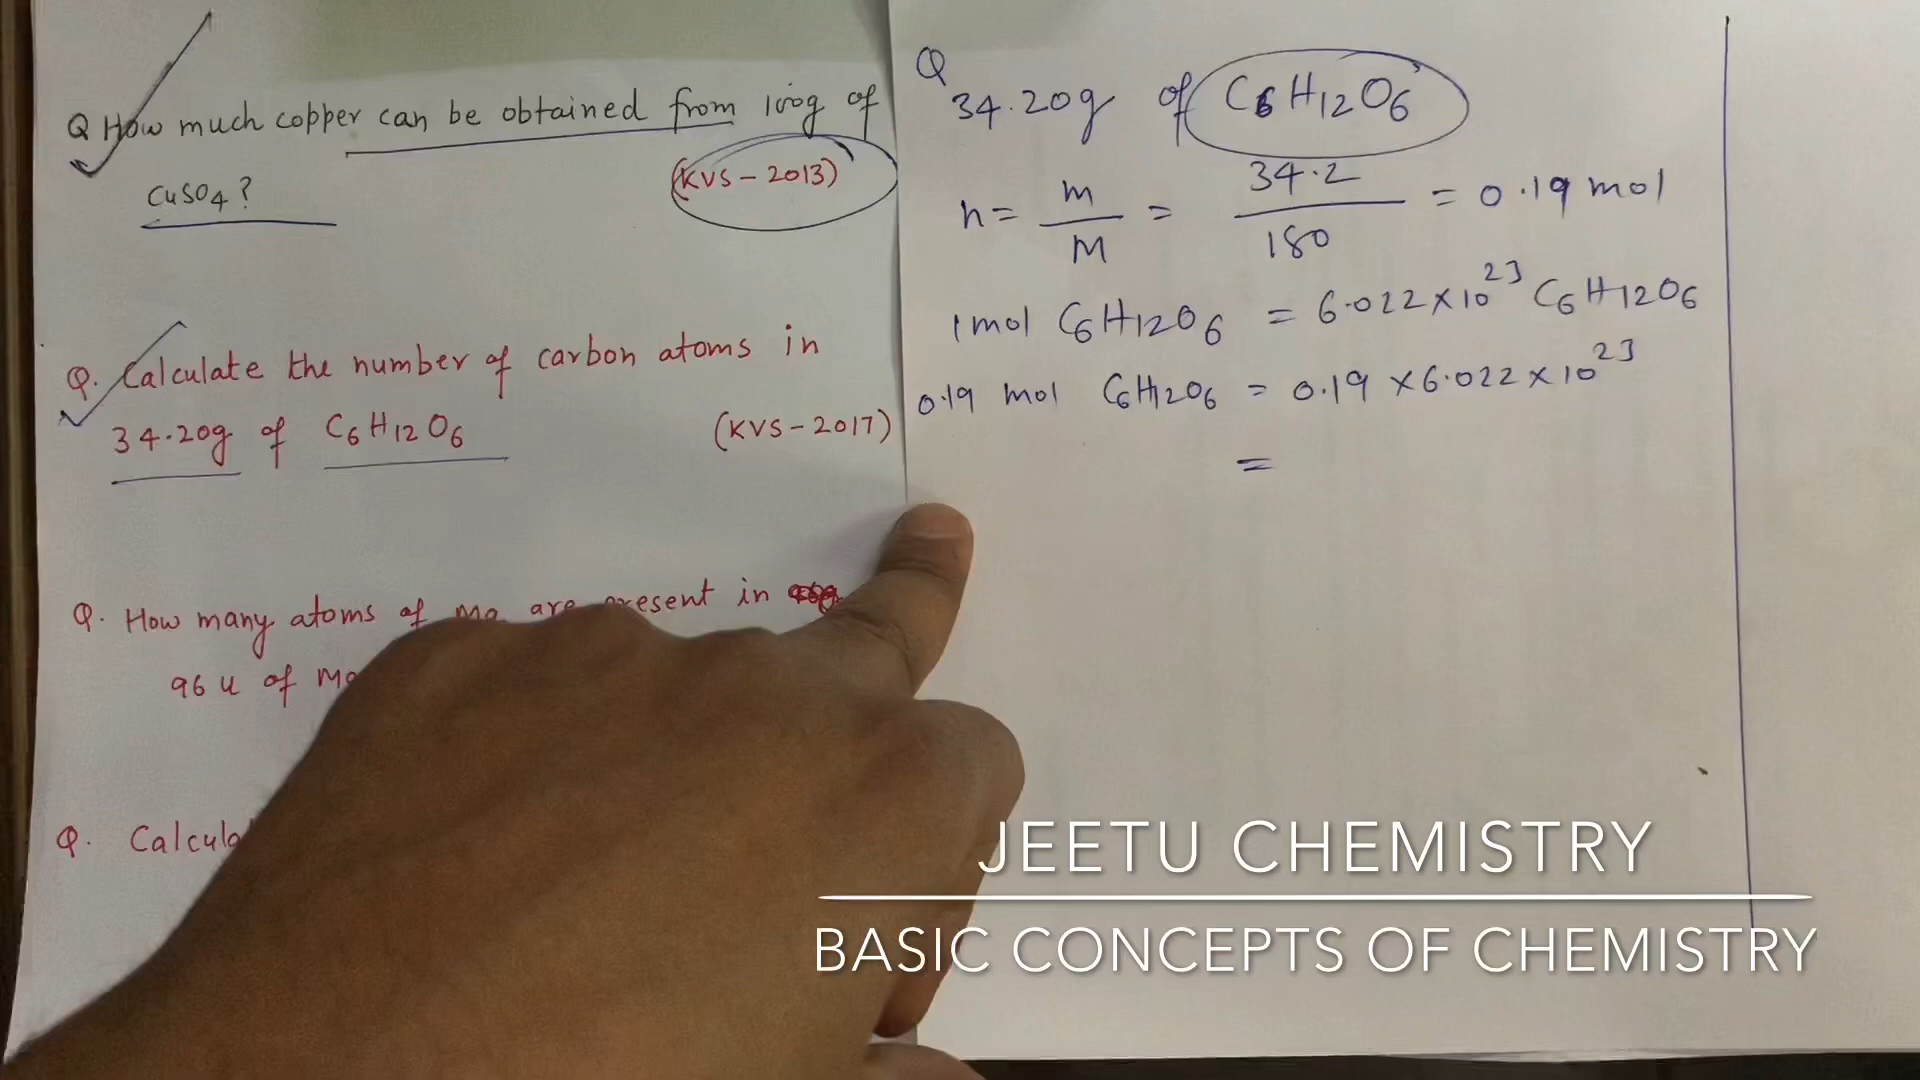 Q How much copper can be obtained from 100g of
CuSO4?
(KVS - 2013)
Q. Calculate the number of carbon atoms in
34.20g of C6H12O6
(KVS - 2017)
Q. How many atoms of Mg are present in
96 u of Mg
Q.
Q
34.20g of C6H12O6
n = m/M = 34.2/180 = 0.19 mol
1 mol C6H12O6 = 6.022×10^23 C6H12O6
0.19 mol C6H12O6 = 0.19 × 6.022 × 10^23
=
JEETU CHEMISTRY
BASIC CONCEPTS OF CHEMISTRY